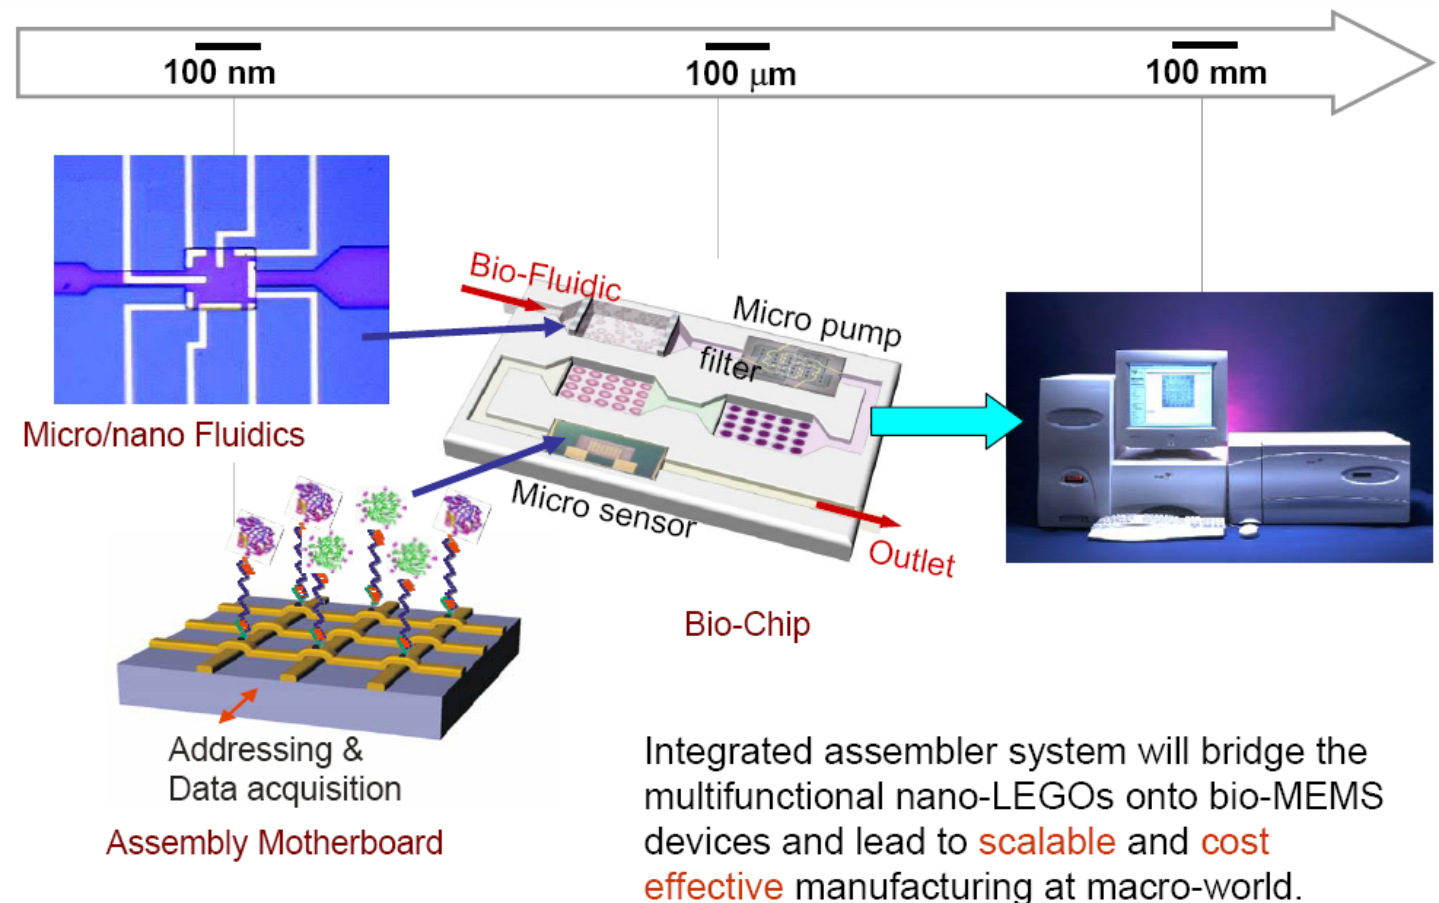 100 nm
100 μm
100 mm
Bio-Fluidic
Micro pump
filter
Micro/nano Fluidics
Micro sensor
Outlet
Bio-Chip
Addressing &
Data acquisition
Assembly Motherboard
Integrated assembler system will bridge the
multifunctional nano-LEGOs onto bio-MEMS
devices and lead to scalable and cost
effective manufacturing at macro-world.